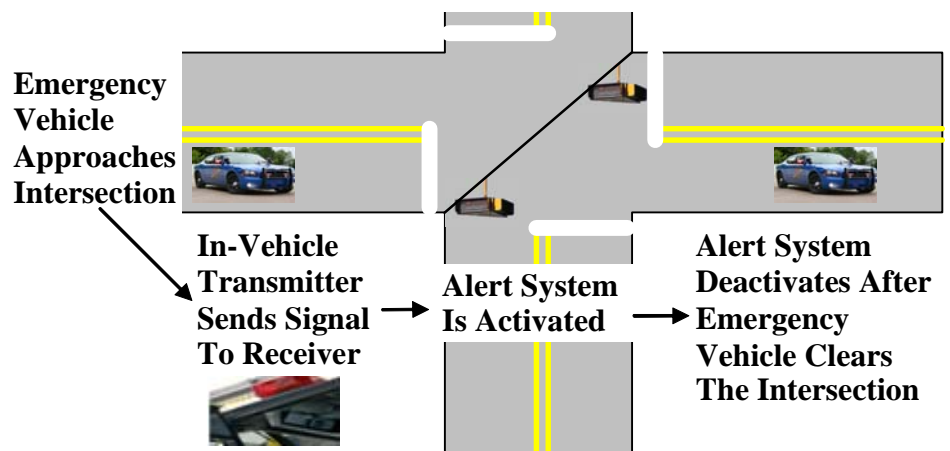 Emergency
Vehicle
Approaches
Intersection
In-Vehicle
Transmitter
Sends Signal
To Receiver
Alert System
Is Activated
Alert System
Deactivates After
Emergency
Vehicle Clears
The Intersection